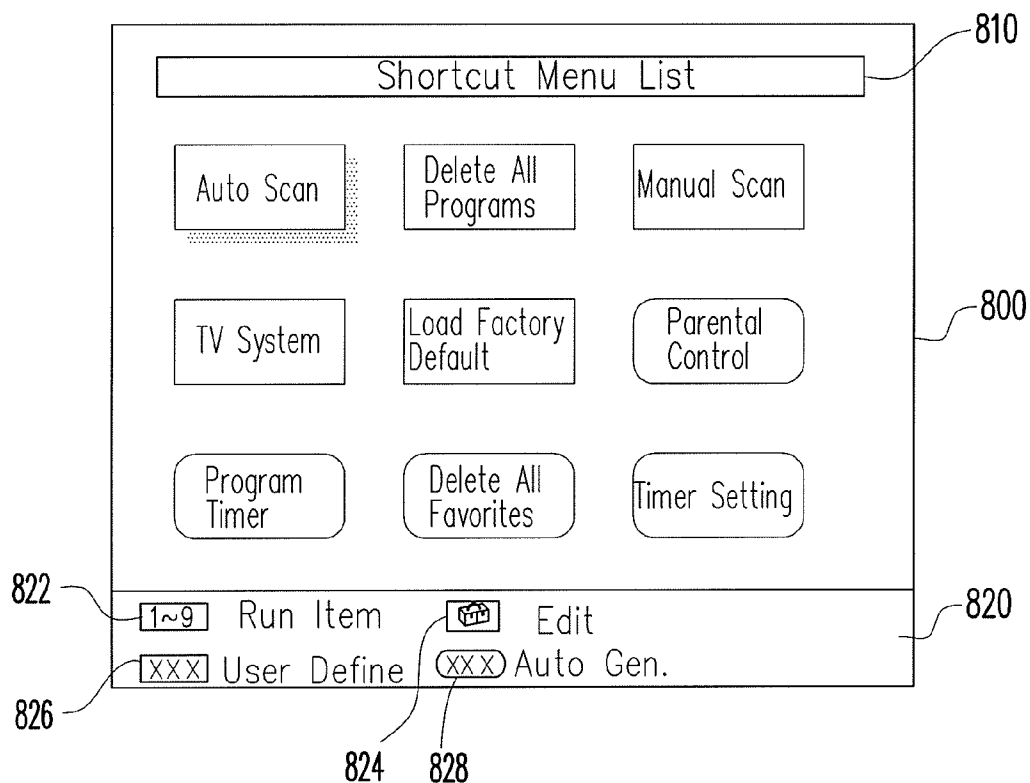 810
Shortcut Menu List
Auto Scan
Delete All
Programs
Manual Scan
TV System
Load Factory
Default
Parental
Control
800
Program
Timer
Delete All
Favorites
Timer Setting
822
1~9 Run Item
Edit
820
XXX User Define
XXX Auto Gen.
826
824
828